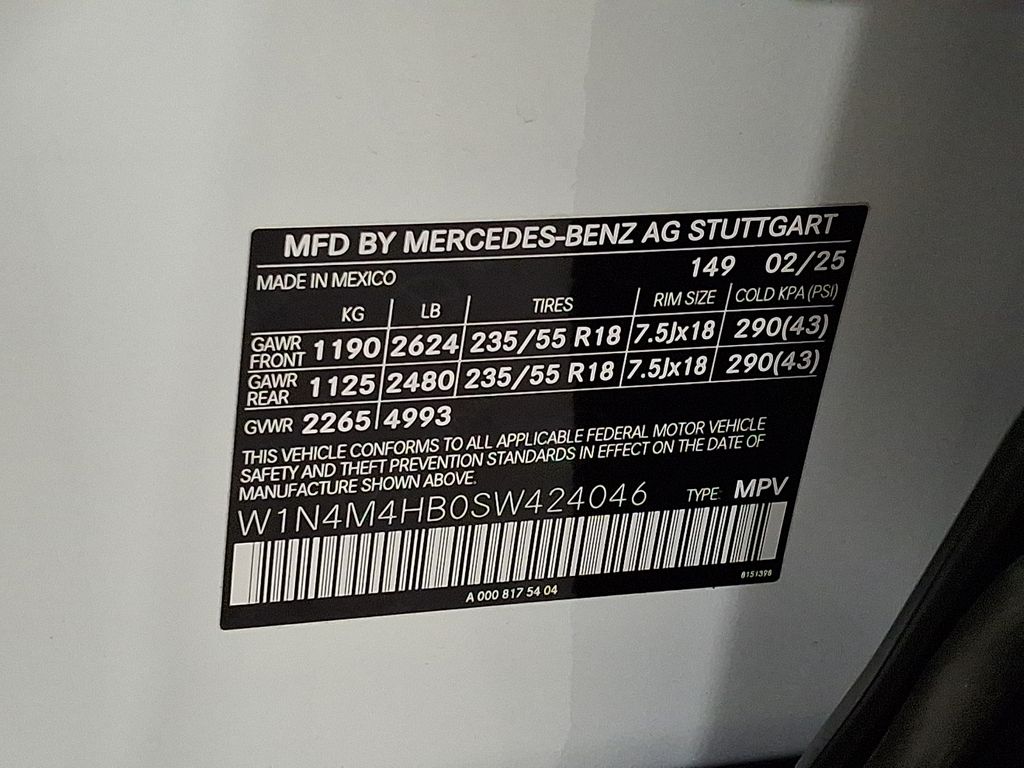 MFD BY MERCEDES-BENZ AG STUTTGART
149 02/25
MADE IN MEXICO
KG LB TIRES RIM SIZE COLD KPA (PSI)
GAWR FRONT 1190 2624 235/55 R18 7.5Jx18 290(43)
GAWR REAR 1125 2480 235/55 R18 7.5Jx18 290(43)
GVWR 2265 4993
THIS VEHICLE CONFORMS TO ALL APPLICABLE FEDERAL MOTOR VEHICLE
SAFETY AND THEFT PREVENTION STANDARDS IN EFFECT ON THE DATE OF
MANUFACTURE SHOWN ABOVE.
W1N4M4HB0SW424046 TYPE: MPV
A 000 817 54 04
8151398